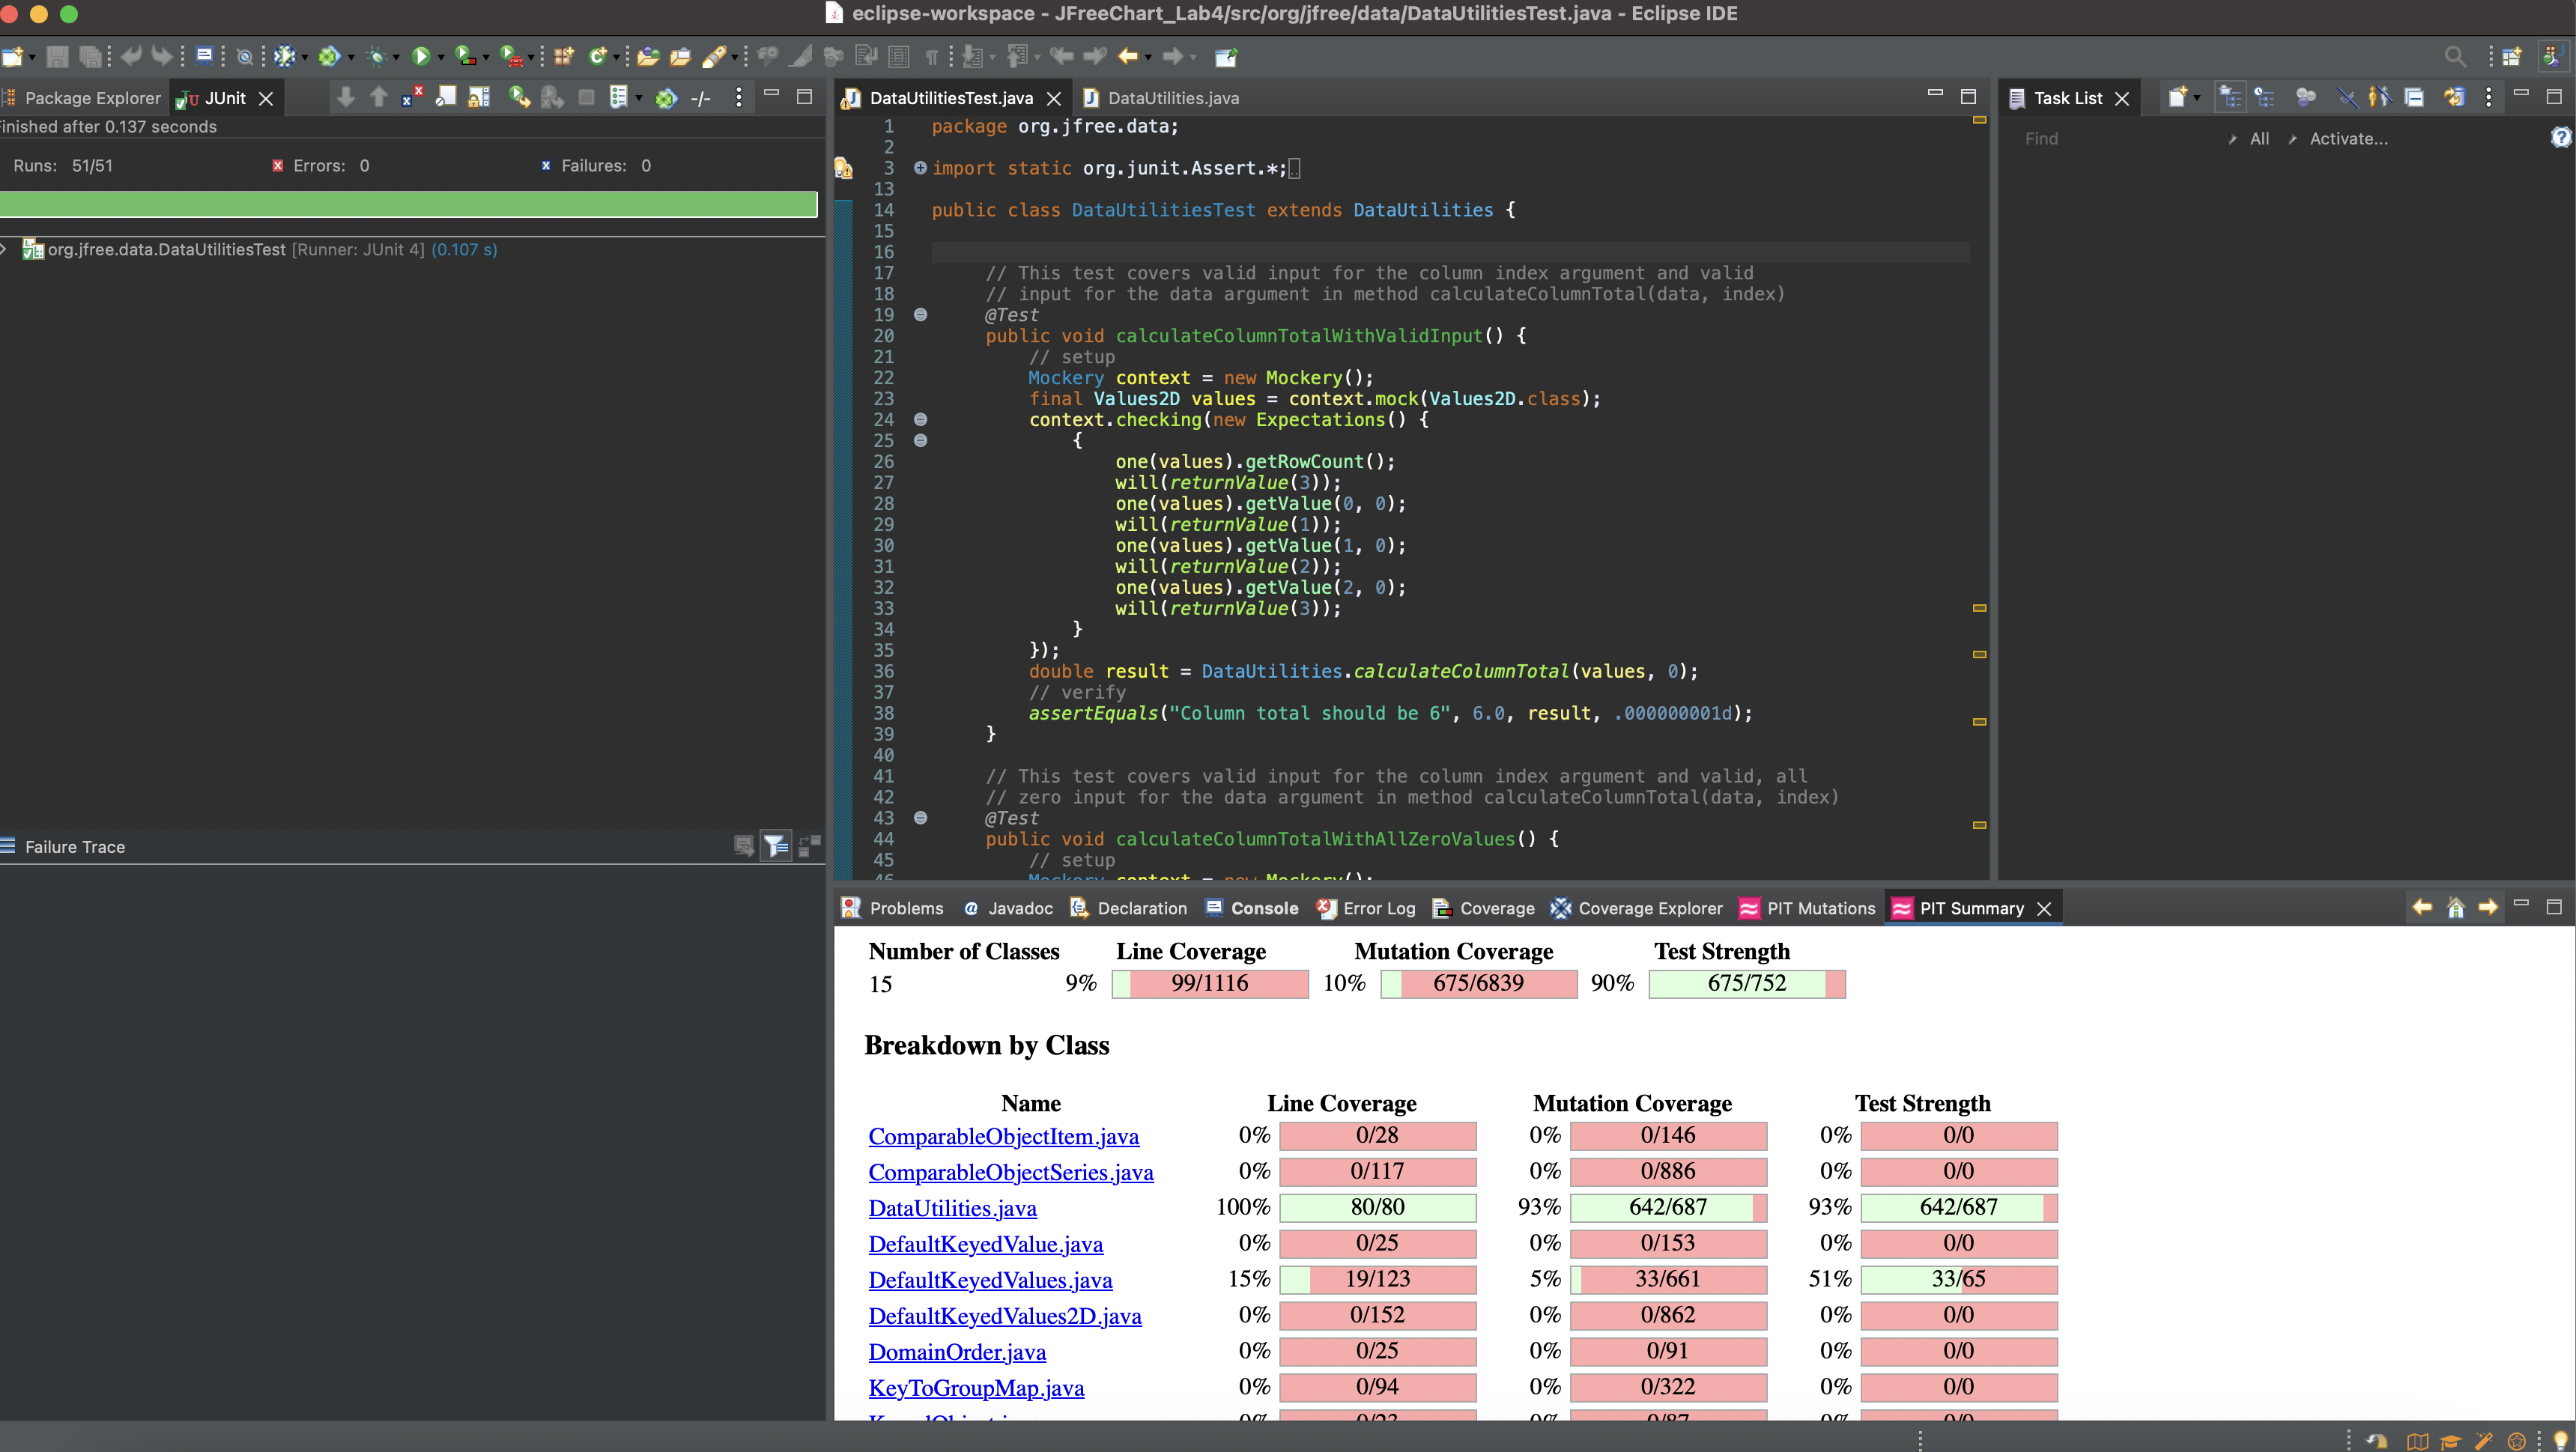 eclipse-workspace - JFreeChart_Lab4/src/org/jfree/data/DataUtilitiesTest.java - Eclipse IDE
Package Explorer
JUnit
Finished after 0.137 seconds
Runs: 51/51
Errors: 0
Failures: 0
org.jfree.data.DataUtilitiesTest [Runner: JUnit 4] (0.107 s)
Failure Trace
DataUtilitiesTest.java
DataUtilities.java
1 package org.jfree.data;
2
3 import static org.junit.Assert.*;
13
14 public class DataUtilitiesTest extends DataUtilities {
15
16
17 // This test covers valid input for the column index argument and valid
18 // input for the data argument in method calculateColumnTotal(data, index)
19 @Test
20 public void calculateColumnTotalWithValidInput() {
21 // setup
22 Mockery context = new Mockery();
23 final Values2D values = context.mock(Values2D.class);
24 context.checking(new Expectations() {
25 {
26 one(values).getRowCount();
27 will(returnValue(3));
28 one(values).getValue(0, 0);
29 will(returnValue(1));
30 one(values).getValue(1, 0);
31 will(returnValue(2));
32 one(values).getValue(2, 0);
33 will(returnValue(3));
34 }
35 });
36 double result = DataUtilities.calculateColumnTotal(values, 0);
37 // verify
38 assertEquals("Column total should be 6", 6.0, result, .000000001d);
39 }
40
41 // This test covers valid input for the column index argument and valid, all
42 // zero input for the data argument in method calculateColumnTotal(data, index)
43 @Test
44 public void calculateColumnTotalWithAllZeroValues() {
45 // setup
46 Mockery context = new Mockery();
Task List
Find
All
Activate...
Problems
Javadoc
Declaration
Console
Error Log
Coverage
Coverage Explorer
PIT Mutations
PIT Summary
Number of Classes Line Coverage Mutation Coverage Test Strength
15 9% 99/1116 10% 675/6839 90% 675/752
Breakdown by Class
Name Line Coverage Mutation Coverage Test Strength
ComparableObjectItem.java 0% 0/28 0% 0/146 0% 0/0
ComparableObjectSeries.java 0% 0/117 0% 0/886 0% 0/0
DataUtilities.java 100% 80/80 93% 642/687 93% 642/687
DefaultKeyedValue.java 0% 0/25 0% 0/153 0% 0/0
DefaultKeyedValues.java 15% 19/123 5% 33/661 51% 33/65
DefaultKeyedValues2D.java 0% 0/152 0% 0/862 0% 0/0
DomainOrder.java 0% 0/25 0% 0/91 0% 0/0
KeyToGroupMap.java 0% 0/94 0% 0/322 0% 0/0